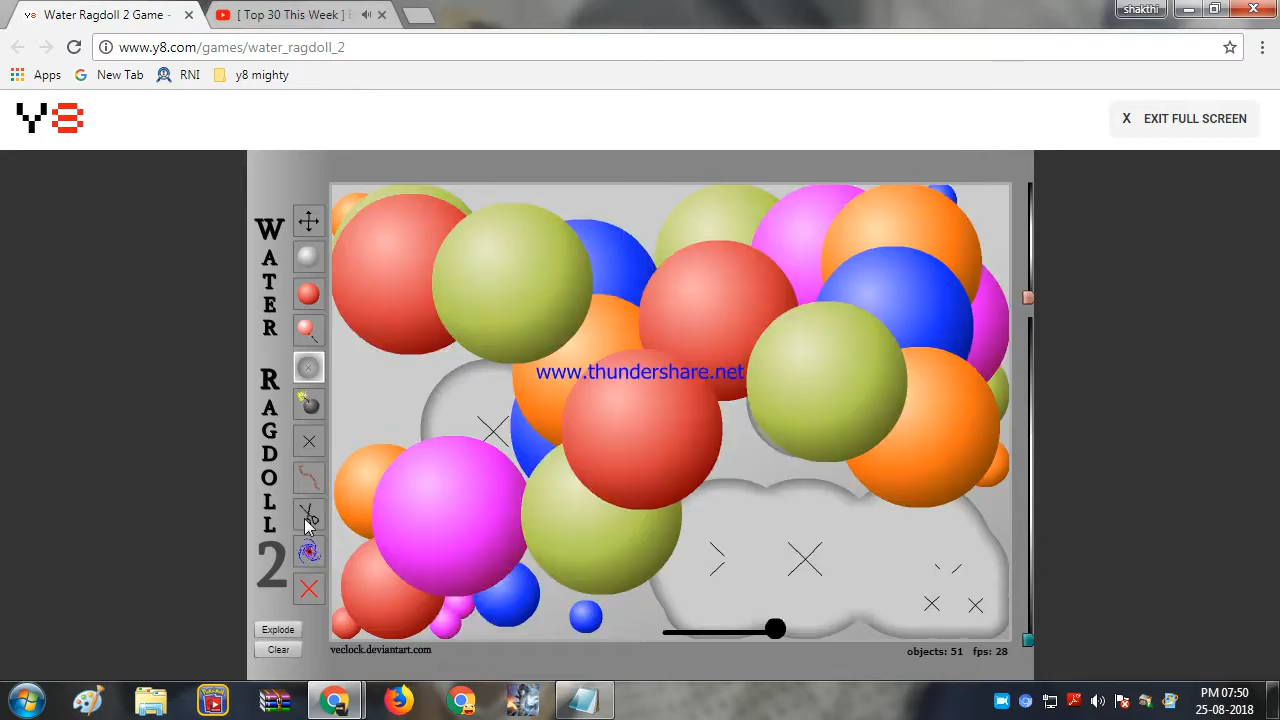 Water Ragdoll 2 Game -
[ Top 30 This Week ]
shakthi
www.y8.com/games/water_ragdoll_2
Apps
New Tab
RNI
y8 mighty
Y8
X EXIT FULL SCREEN
WATER RAGDOLL 2
www.thundershare.net
Explode
Clear
veclock.deviantart.com
objects: 51 fps: 28
PM 07:50
25-08-2018